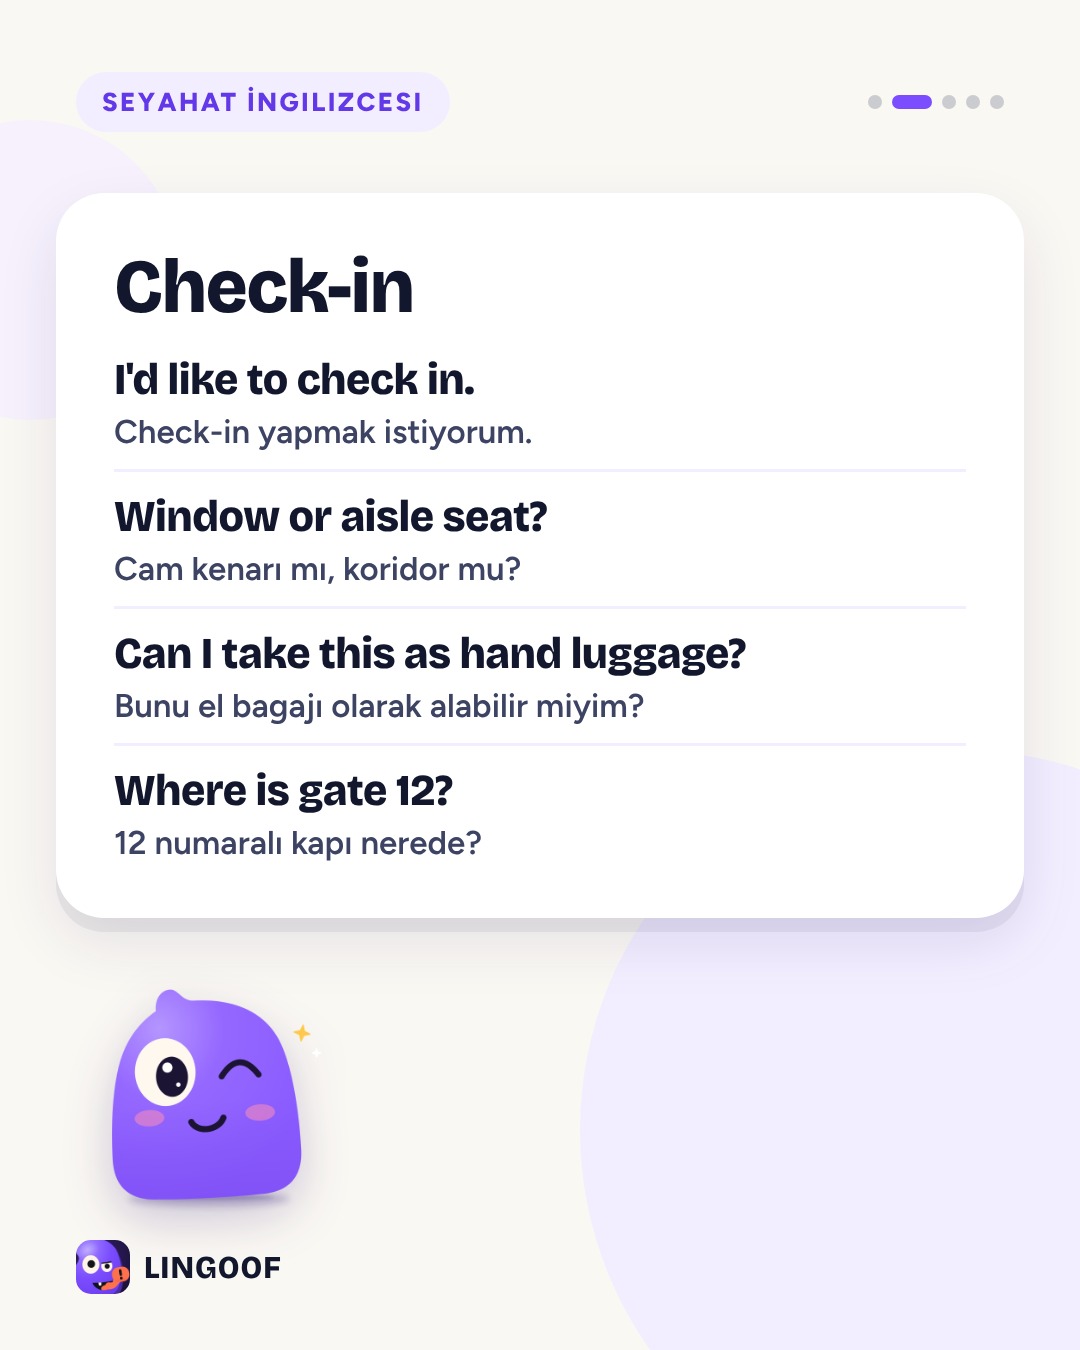 SEYAHAT İNGILIZCESI
Check-in
I'd like to check in.
Check-in yapmak istiyorum.
Window or aisle seat?
Cam kenarı mı, koridor mu?
Can I take this as hand luggage?
Bunu el bagajı olarak alabilir miyim?
Where is gate 12?
12 numaralı kapı nerede?
LINGOOF